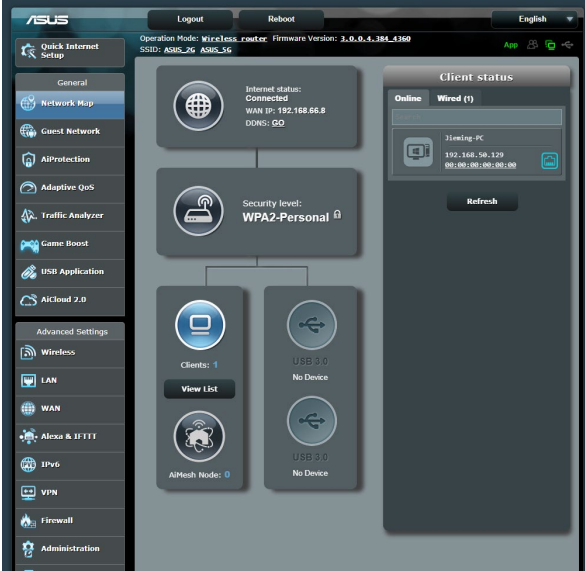 ASUS
Logout
Reboot
English
Operation Mode: Wireless router Firmware Version: 3.0.0.4.384_4360
SSID: ASUS_2G ASUS_5G
App
Quick Internet
Setup
General
Network Map
Guest Network
AiProtection
Adaptive QoS
Traffic Analyzer
Game Boost
USB Application
AiCloud 2.0
Advanced Settings
Wireless
LAN
WAN
Alexa & IFTTT
IPv6
VPN
Firewall
Administration
Internet status:
Connected
WAN IP: 192.168.66.8
DDNS: GO
Security level:
WPA2-Personal
Clients: 1
View List
AiMesh Node: 0
USB 3.0
No Device
USB 3.0
No Device
Client status
Online Wired (1)
Jieming-PC
192.168.50.129
00:00:00:00:00:00
Refresh